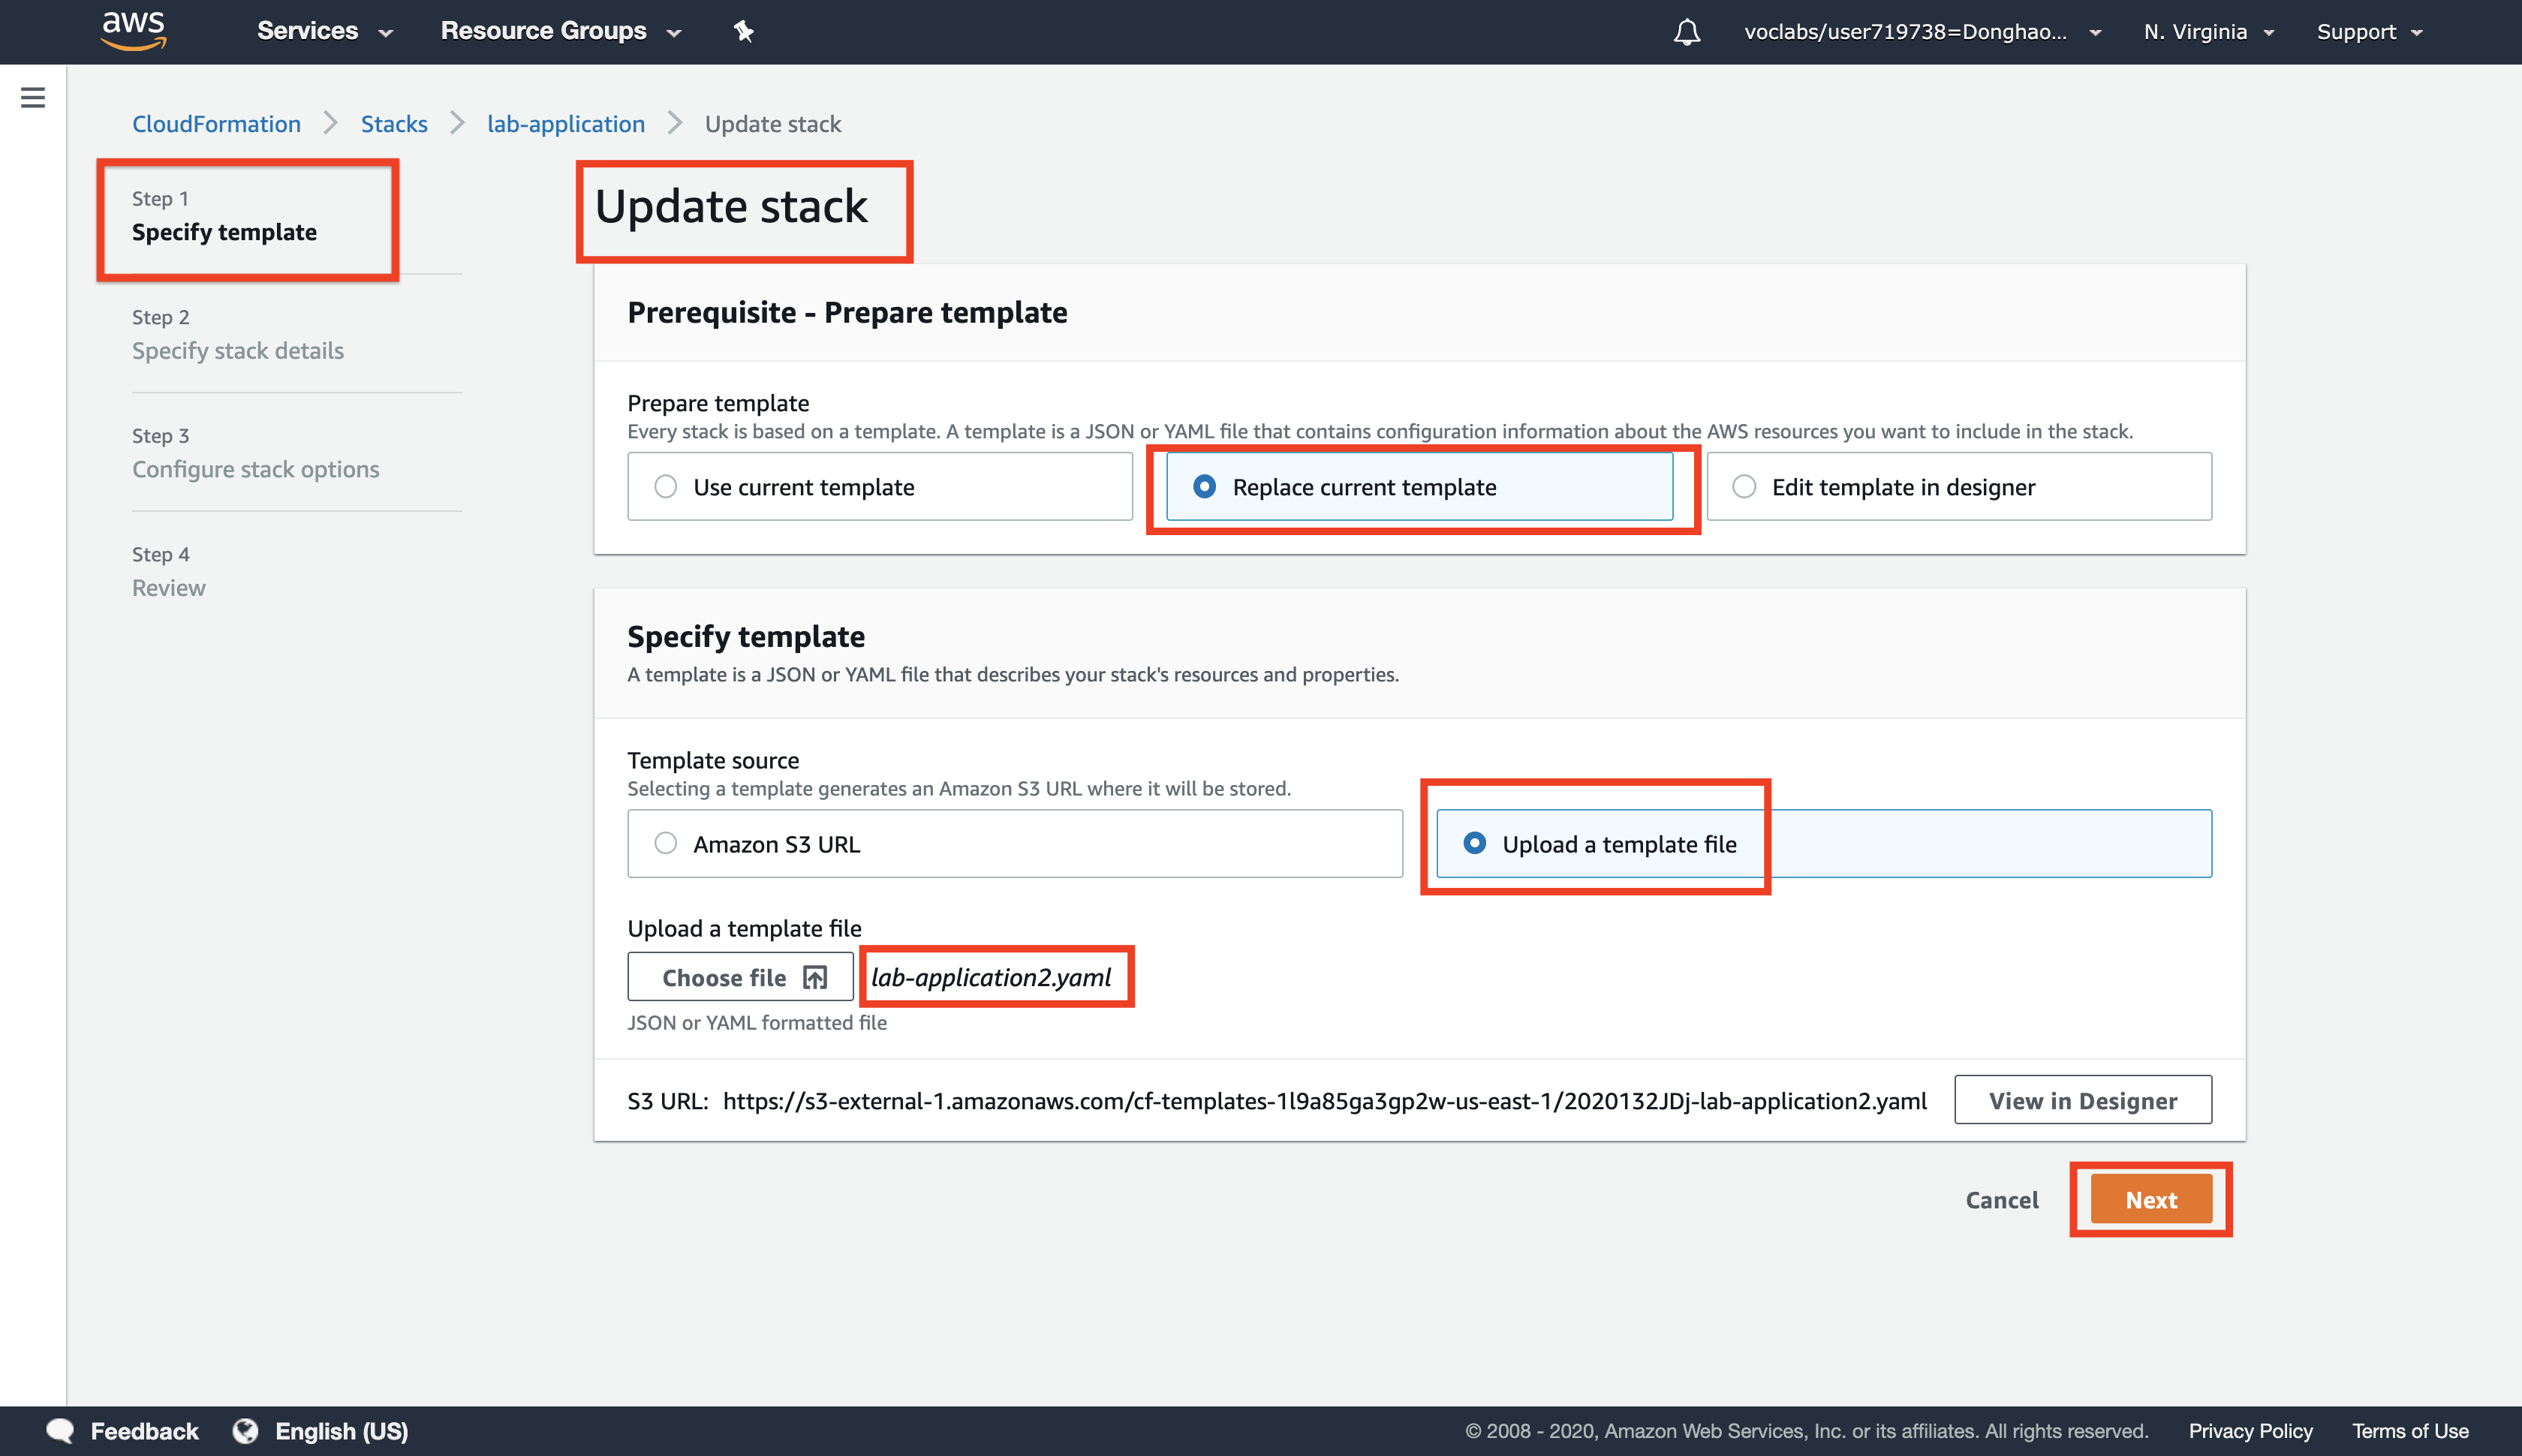 aws Services Resource Groups voclabs/user719738=Donghao... N. Virginia Support
CloudFormation Stacks lab-application Update stack
Step 1
Specify template
Step 2
Specify stack details
Step 3
Configure stack options
Step 4
Review
Update stack
Prerequisite - Prepare template
Prepare template
Every stack is based on a template. A template is a JSON or YAML file that contains configuration information about the AWS resources you want to include in the stack.
Use current template Replace current template Edit template in designer
Specify template
A template is a JSON or YAML file that describes your stack's resources and properties.
Template source
Selecting a template generates an Amazon S3 URL where it will be stored.
Amazon S3 URL Upload a template file
Upload a template file
Choose file lab-application2.yaml
JSON or YAML formatted file
S3 URL: https://s3-external-1.amazonaws.com/cf-templates-1l9a85ga3gp2w-us-east-1/2020132JDj-lab-application2.yaml View in Designer
Cancel Next
Feedback English (US) © 2008 - 2020, Amazon Web Services, Inc. or its affiliates. All rights reserved. Privacy Policy Terms of Use